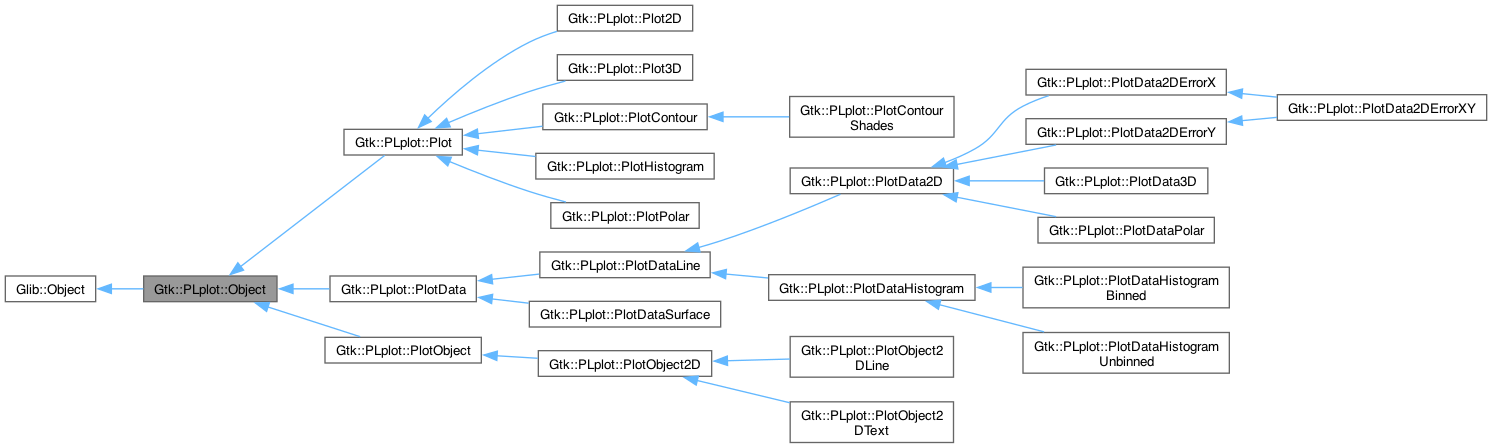 Glib::Object
Gtk::PLplot::Object
Gtk::PLplot::Plot
Gtk::PLplot::Plot2D
Gtk::PLplot::Plot3D
Gtk::PLplot::PlotContour
Gtk::PLplot::PlotContour
Shades
Gtk::PLplot::PlotHistogram
Gtk::PLplot::PlotPolar
Gtk::PLplot::PlotData
Gtk::PLplot::PlotDataLine
Gtk::PLplot::PlotData2D
Gtk::PLplot::PlotData2DErrorX
Gtk::PLplot::PlotData2DErrorXY
Gtk::PLplot::PlotData2DErrorY
Gtk::PLplot::PlotData3D
Gtk::PLplot::PlotDataPolar
Gtk::PLplot::PlotDataHistogram
Gtk::PLplot::PlotDataHistogram
Binned
Gtk::PLplot::PlotDataHistogram
Unbinned
Gtk::PLplot::PlotDataSurface
Gtk::PLplot::PlotObject
Gtk::PLplot::PlotObject2D
Gtk::PLplot::PlotObject2
DLine
Gtk::PLplot::PlotObject2
DText